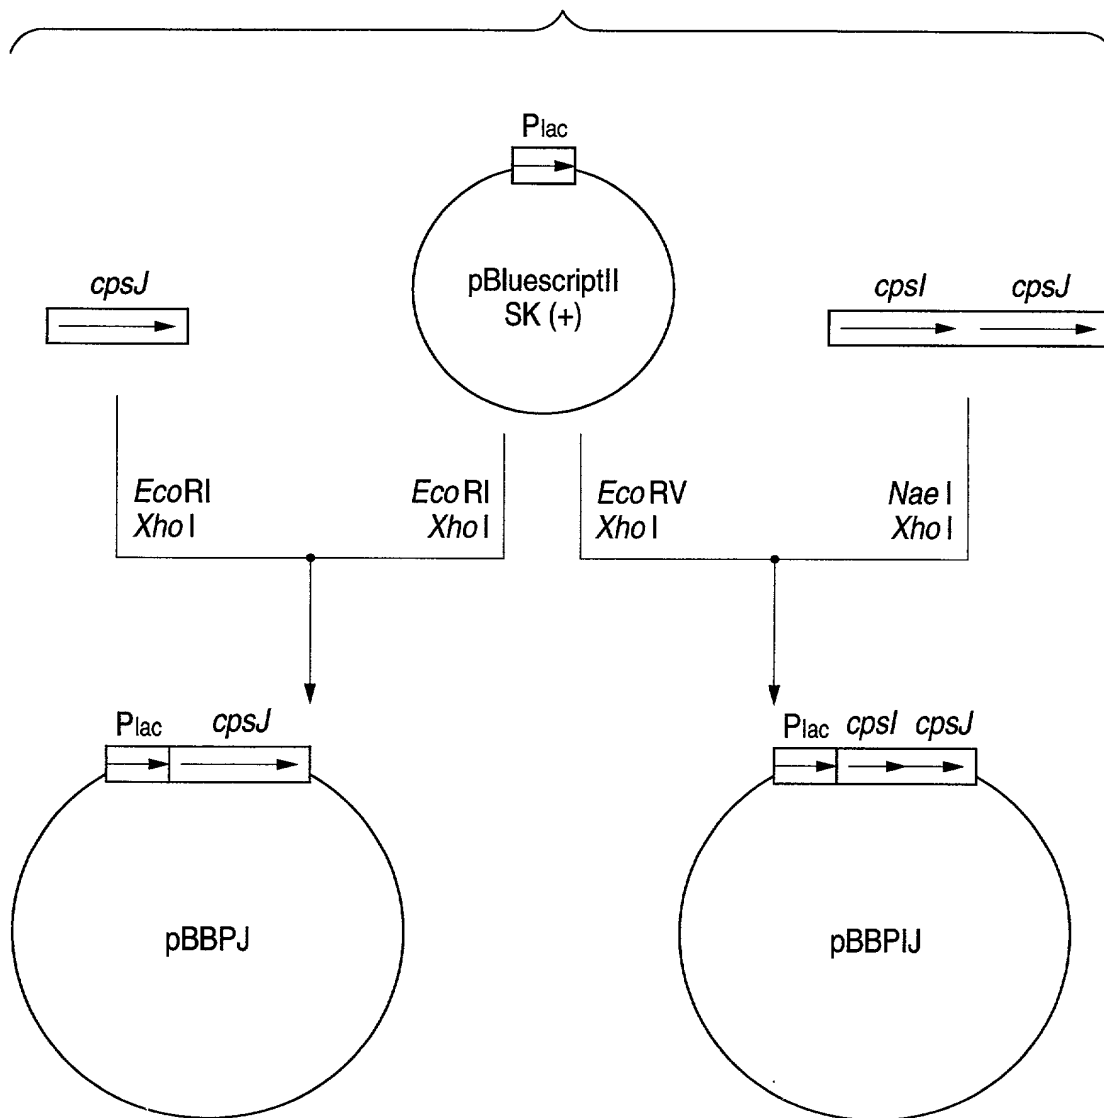 Plac
pBluescriptII
SK (+)
cpsJ
cpsI cpsJ
EcoRI
XhoI
EcoRI
XhoI
EcoRV
XhoI
NaeI
XhoI
Plac cpsJ
Plac cpsI cpsJ
pBBPJ
pBBPIJ